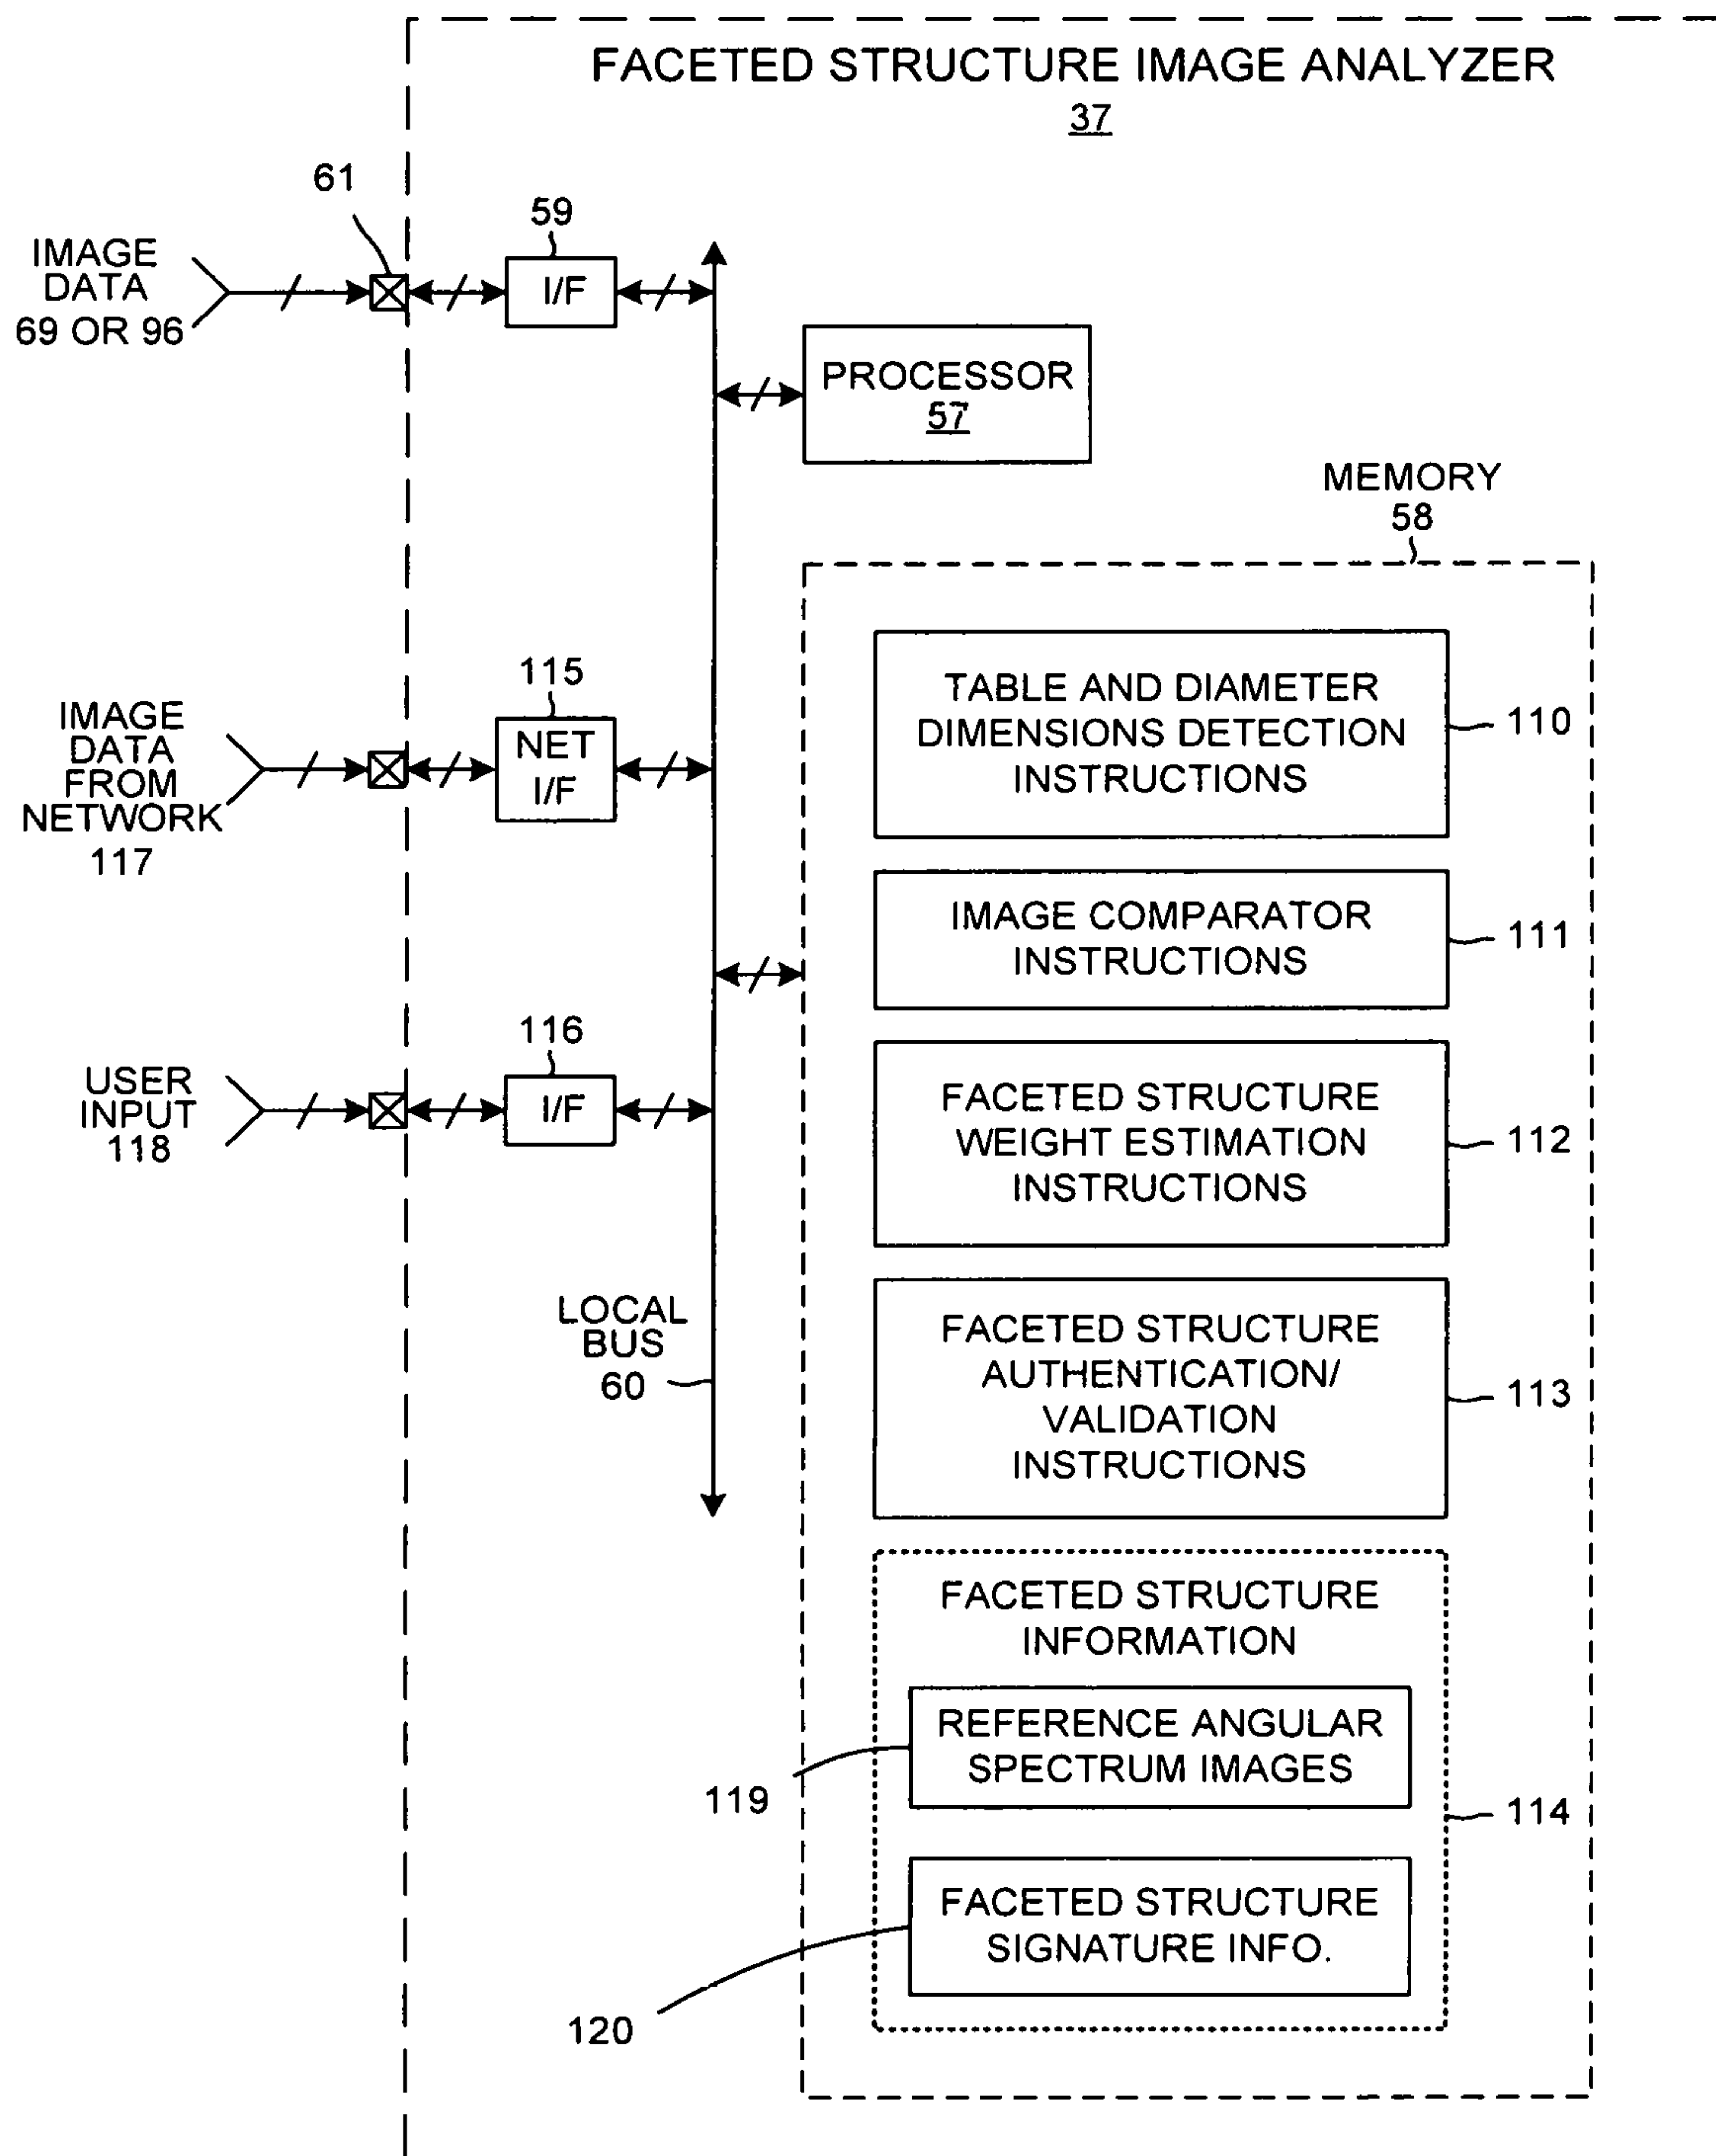 FACETED STRUCTURE IMAGE ANALYZER
37
61
59
IMAGE
DATA
69 OR 96
I/F
PROCESSOR
57
MEMORY
58
115
IMAGE
DATA
FROM
NETWORK
117
NET
I/F
TABLE AND DIAMETER
DIMENSIONS DETECTION
INSTRUCTIONS
110
IMAGE COMPARATOR
INSTRUCTIONS
111
116
USER
INPUT
118
I/F
FACETED STRUCTURE
WEIGHT ESTIMATION
INSTRUCTIONS
112
LOCAL
BUS
60
FACETED STRUCTURE
AUTHENTICATION/
VALIDATION
INSTRUCTIONS
113
FACETED STRUCTURE
INFORMATION
REFERENCE ANGULAR
SPECTRUM IMAGES
119
114
FACETED STRUCTURE
SIGNATURE INFO.
120